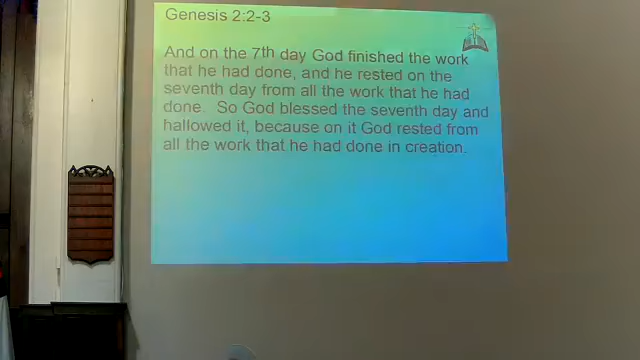 Genesis 2:2-3
And on the 7th day God finished the work
that he had done, and he rested on the
seventh day from all the work that he had
done. So God blessed the seventh day and
hallowed it, because on it God rested from
all the work that he had done in creation.